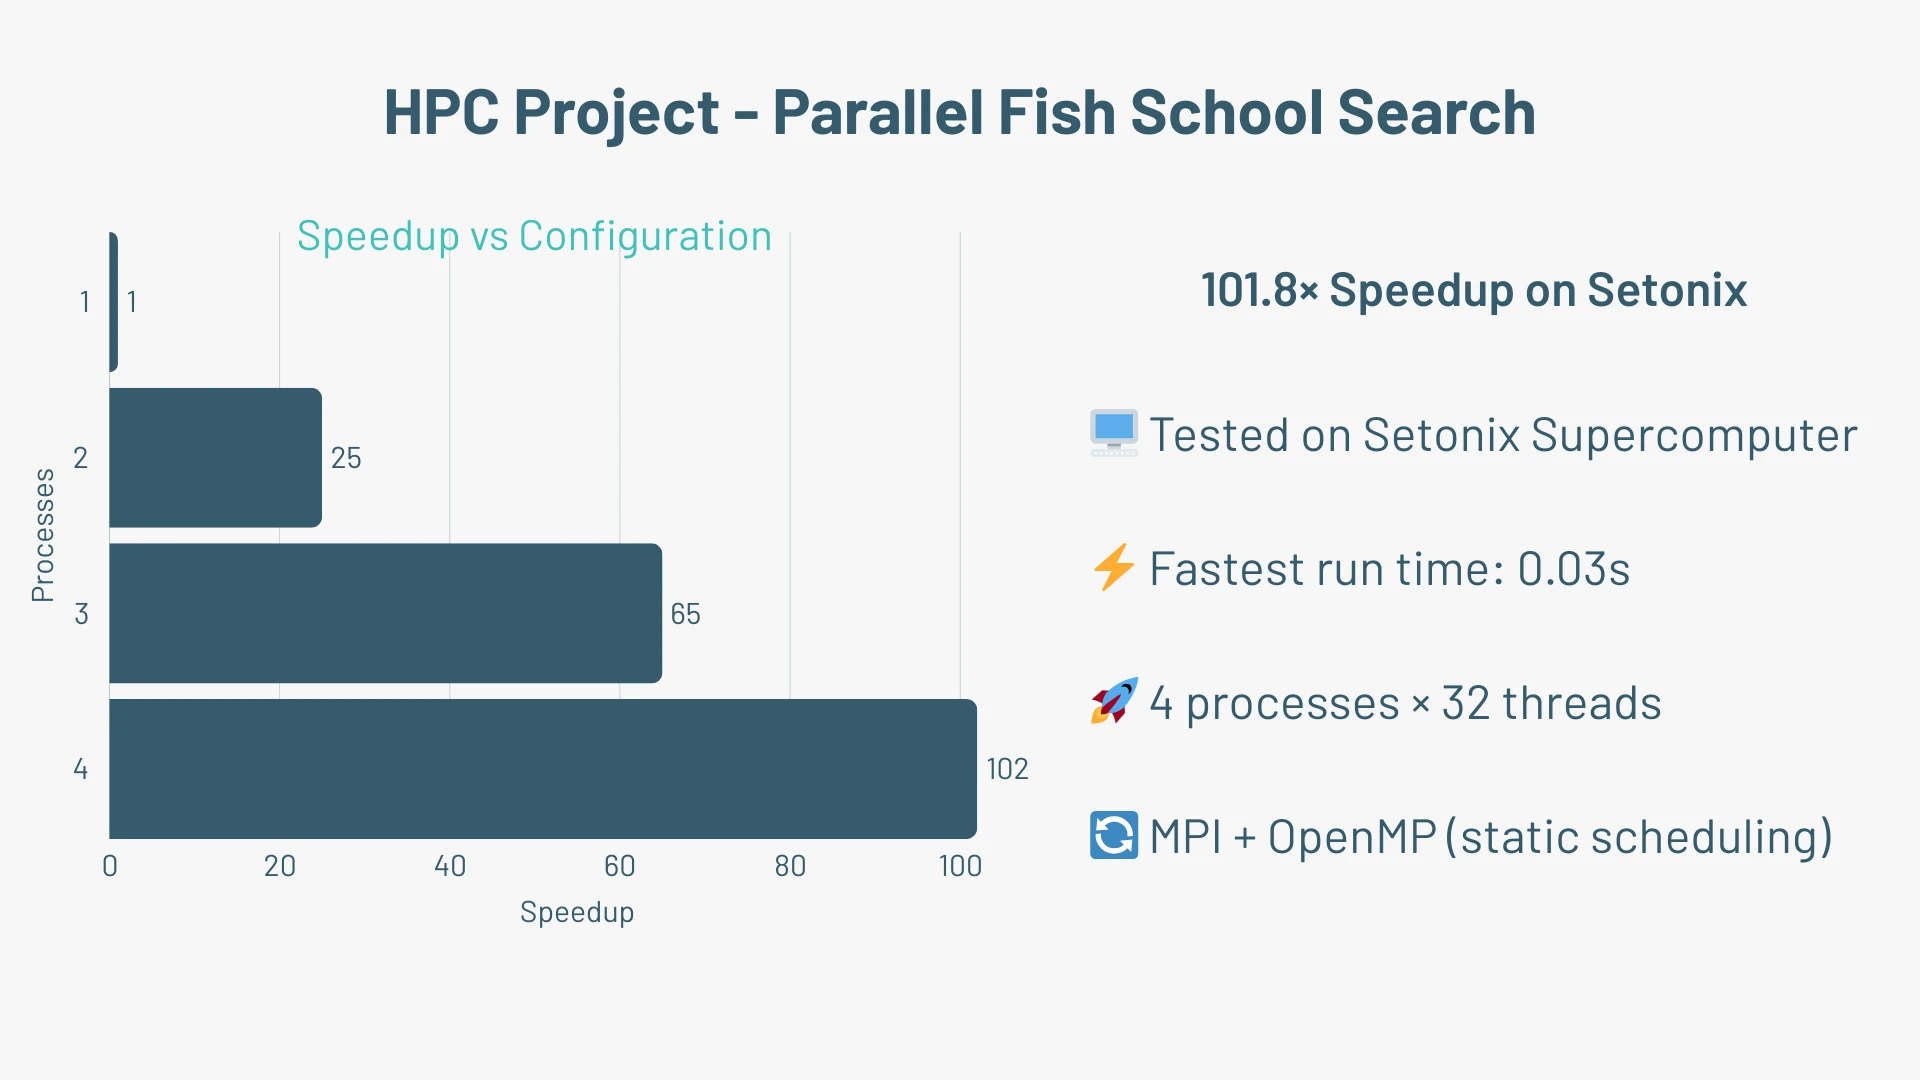 HPC Project - Parallel Fish School Search
Speedup vs Configuration
Processes
1 1
2 25
3 65
4 102
0 20 40 60 80 100
Speedup
101.8× Speedup on Setonix
Tested on Setonix Supercomputer
Fastest run time: 0.03s
4 processes × 32 threads
MPI + OpenMP (static scheduling)